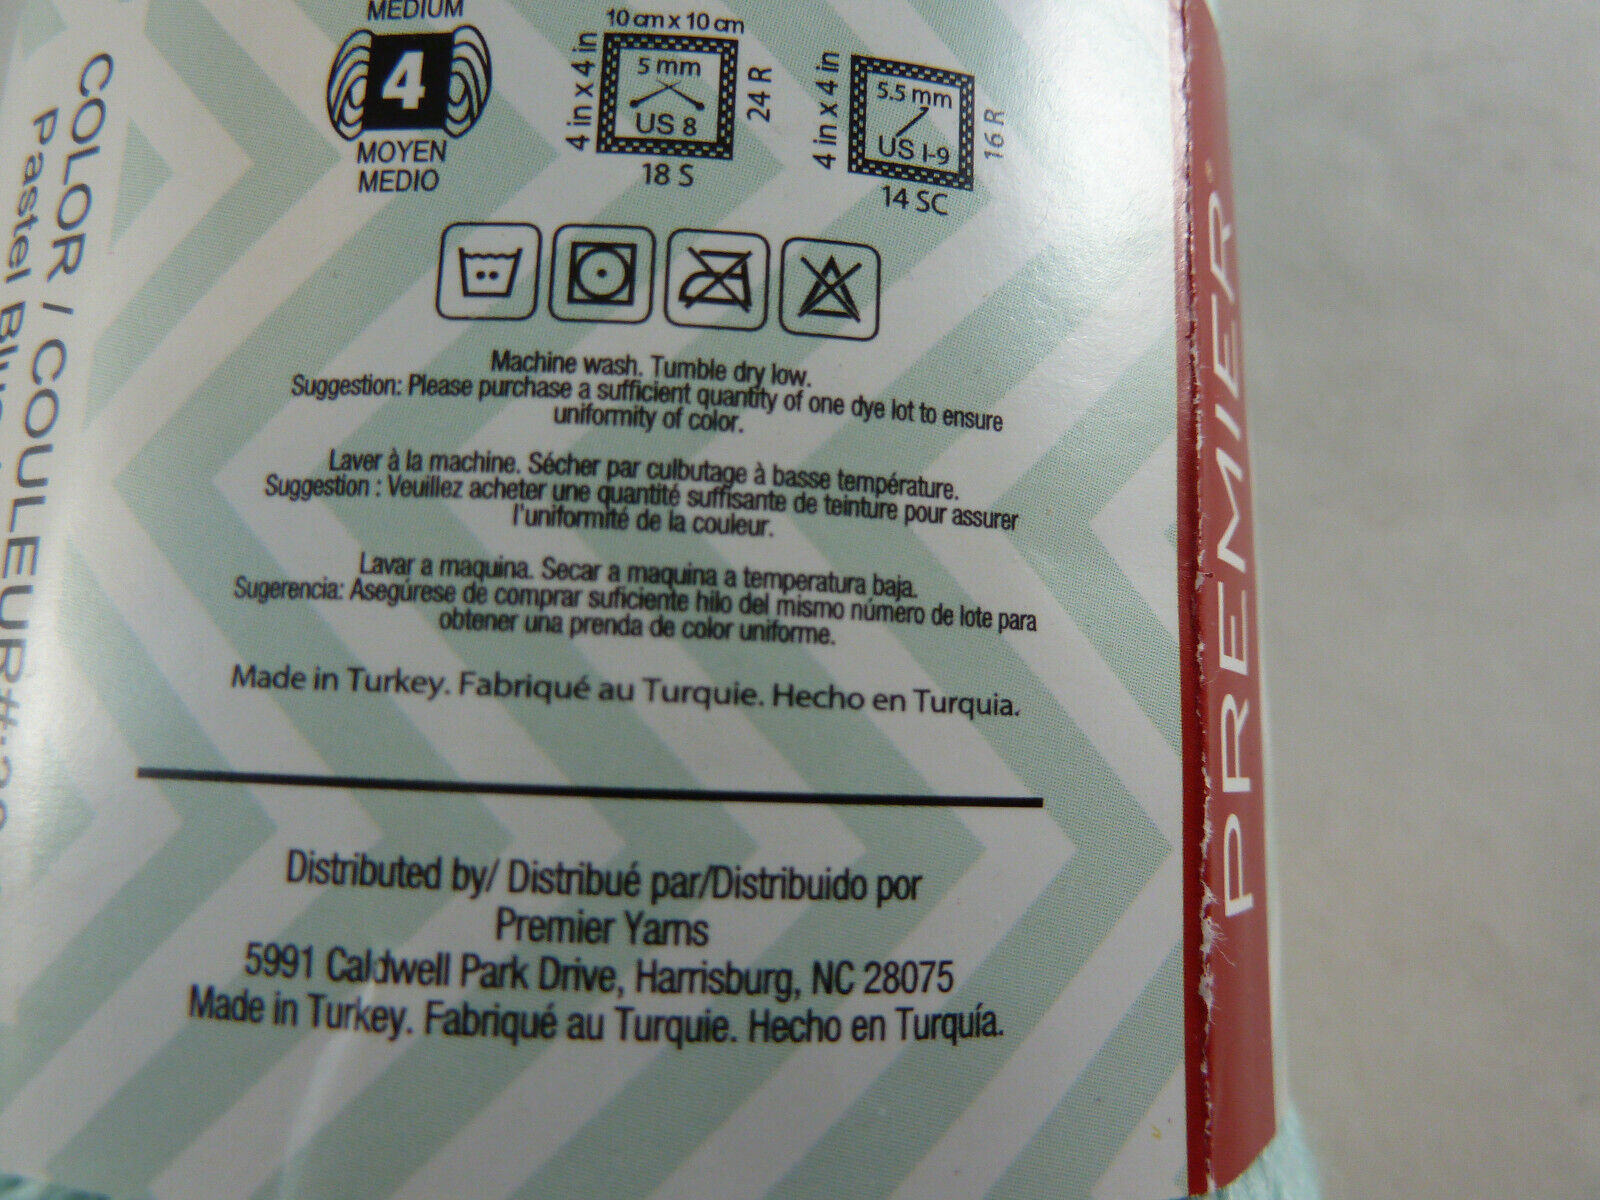 MEDIUM
4
MOYEN
MEDIO
10 cm x 10 cm
4 in x 4 in
5 mm
US 8
24 R
18 S
4 in x 4 in
5.5 mm
US I-9
16 R
14 SC
Machine wash. Tumble dry low.
Suggestion: Please purchase a sufficient quantity of one dye lot to ensure
uniformity of color.
Laver à la machine. Sécher par culbutage à basse température.
Suggestion : Veuillez acheter une quantité suffisante de teinture pour assurer
l'uniformité de la couleur.
Lavar a maquina. Secar a maquina a temperatura baja.
Sugerencia: Asegúrese de comprar suficiente hilo del mismo número de lote para
obtener una prenda de color uniforme.
Made in Turkey. Fabriqué au Turquie. Hecho en Turquia.
Distributed by/ Distribué par/Distribuido por
Premier Yarns
5991 Caldwell Park Drive, Harrisburg, NC 28075
Made in Turkey. Fabriqué au Turquie. Hecho en Turquía.
COLOR / COULEUR#:
Pastel
PREMIER